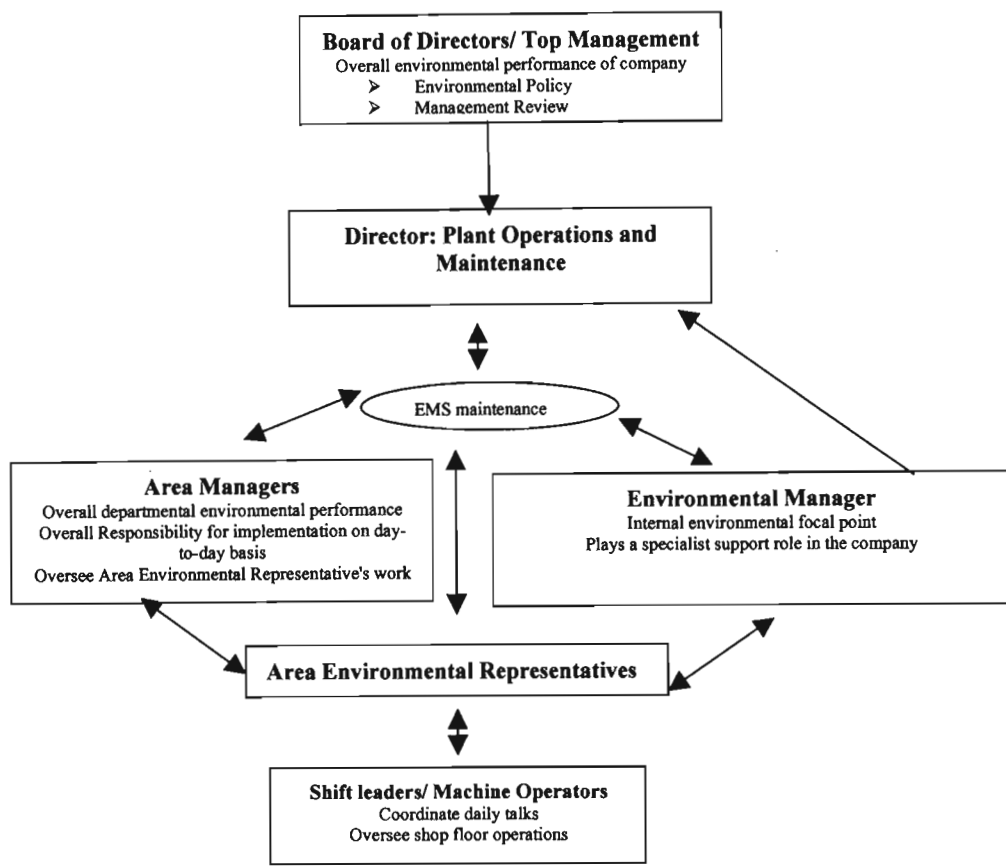 Board of Directors/ Top Management
Overall environmental performance of company
➢ Environmental Policy
➢ Management Review
Director: Plant Operations and
Maintenance
EMS maintenance
Area Managers
Overall departmental environmental performance
Overall Responsibility for implementation on day-
to-day basis
Oversee Area Environmental Representative's work
Environmental Manager
Internal environmental focal point
Plays a specialist support role in the company
Area Environmental Representatives
Shift leaders/ Machine Operators
Coordinate daily talks
Oversee shop floor operations